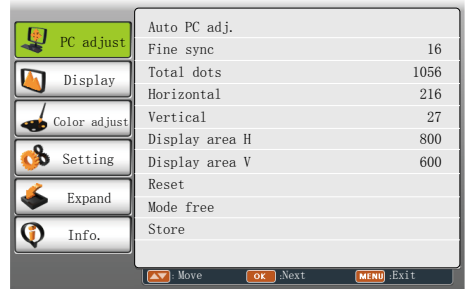 PC adjust
Display
Color adjust
Setting
Expand
Info.
Auto PC adj.
Fine sync 16
Total dots 1056
Horizontal 216
Vertical 27
Display area H 800
Display area V 600
Reset
Mode free
Store
: Move OK :Next MENU :Exit